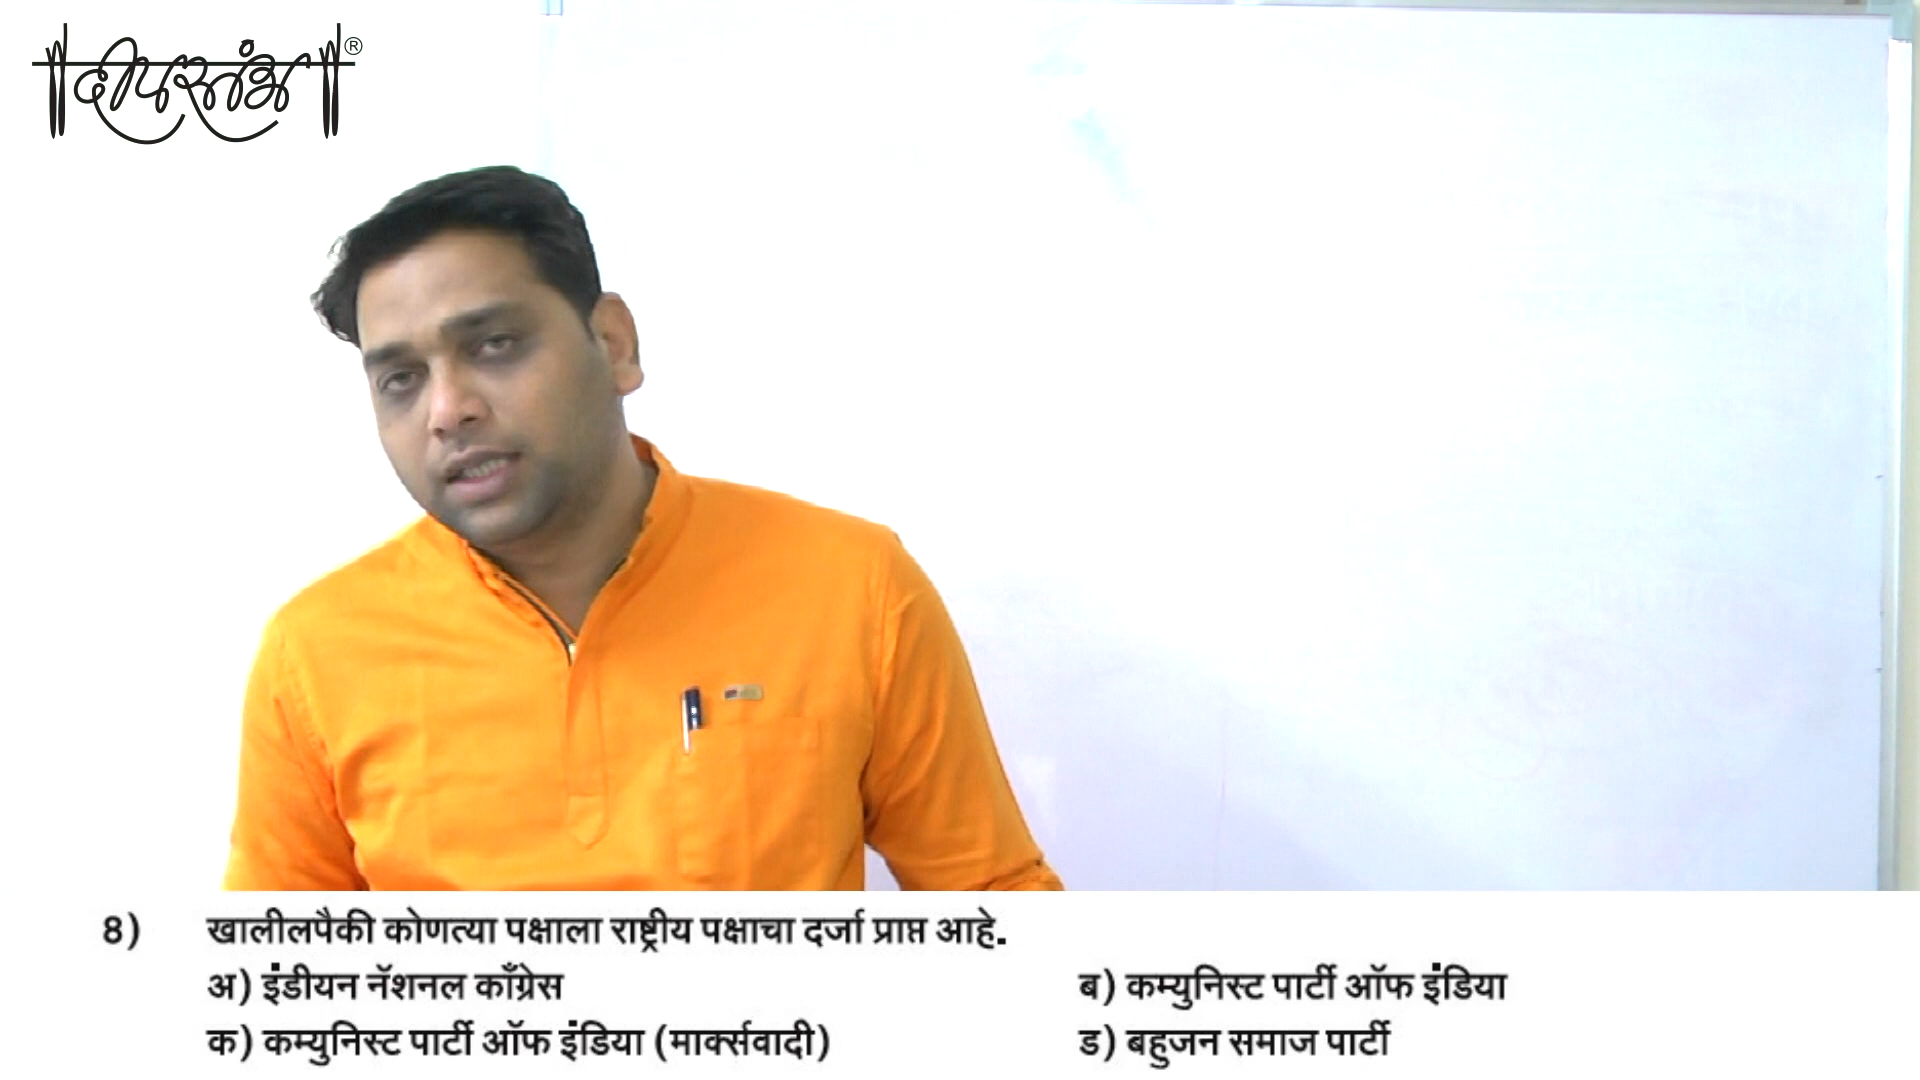 दीपस्तंभ®
8) खालीलपैकी कोणत्या पक्षाला राष्ट्रीय पक्षाचा दर्जा प्राप्त आहे.
अ) इंडीयन नॅशनल काँग्रेस ब) कम्युनिस्ट पार्टी ऑफ इंडिया
क) कम्युनिस्ट पार्टी ऑफ इंडिया (मार्क्सवादी) ड) बहुजन समाज पार्टी